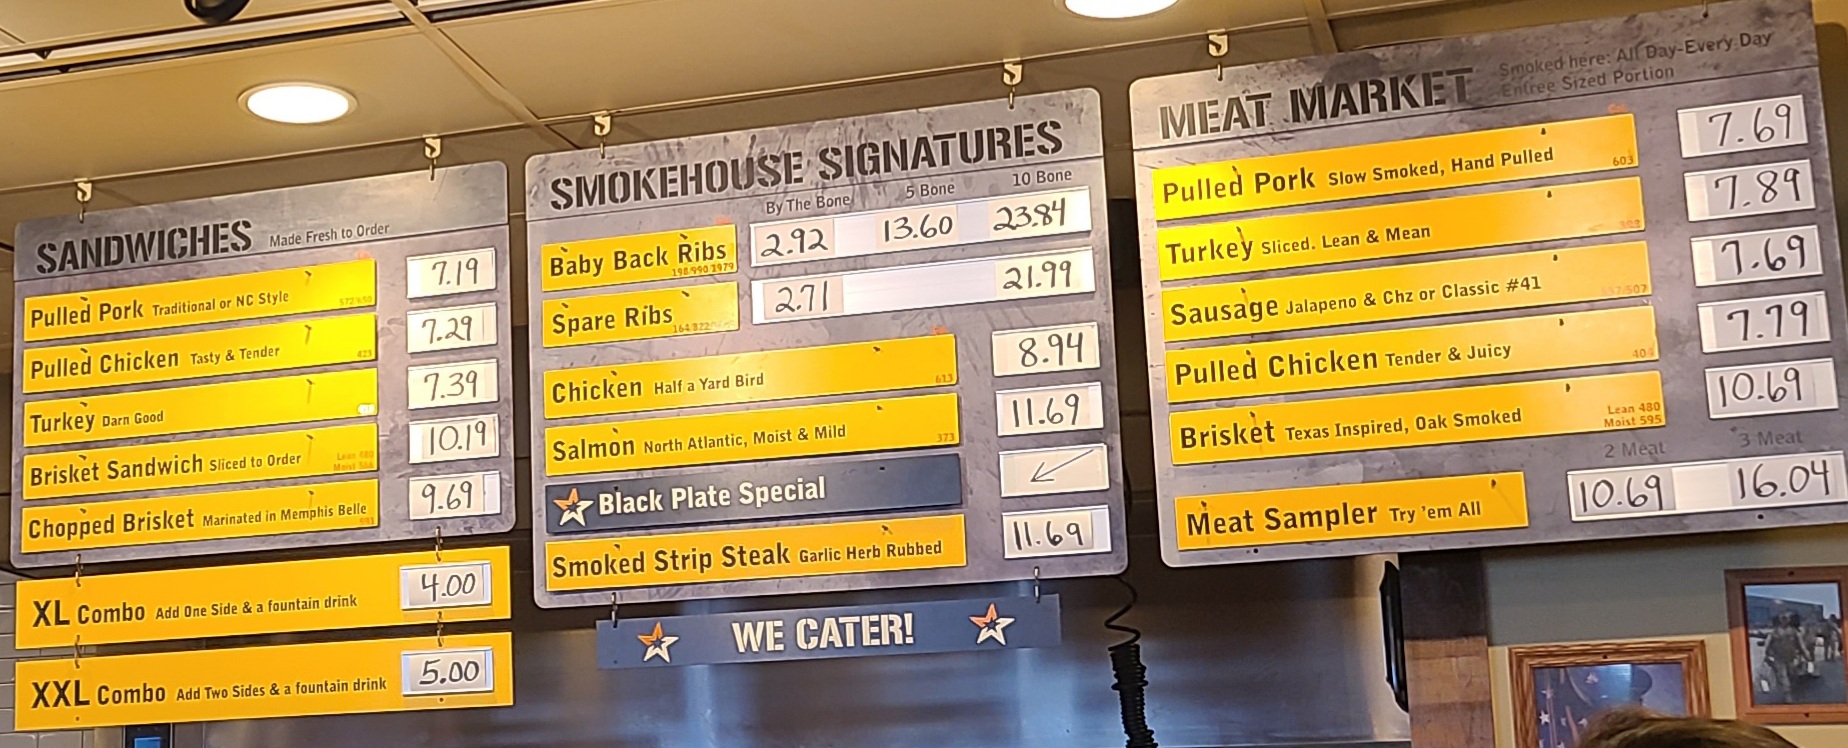 SANDWICHES Made Fresh to Order
Pulled Pork Traditional or NC Style 7.19
Pulled Chicken Tasty & Tender 423 7.29
Turkey Darn Good 7.39
Brisket Sandwich Sliced to Order 10.19
Chopped Brisket Marinated in Memphis Belle 9.69
XL Combo Add One Side & a fountain drink 4.00
XXL Combo Add Two Sides & a fountain drink 5.00
SMOKEHOUSE SIGNATURES
By The Bone 5 Bone 10 Bone
Baby Back Ribs 198 990 1979 2.92 13.60 23.84
Spare Ribs 2.71 21.99
Chicken Half a Yard Bird 613 8.94
Salmon North Atlantic, Moist & Mild 373 11.69
Black Plate Special
Smoked Strip Steak Garlic Herb Rubbed 11.69
WE CATER!
MEAT MARKET Smoked here: All Day-Every Day
Entree Sized Portion
Pulled Pork Slow Smoked, Hand Pulled 603 7.69
Turkey Sliced. Lean & Mean 7.89
Sausage Jalapeno & Chz or Classic #41 7.69
Pulled Chicken Tender & Juicy 7.79
Brisket Texas Inspired, Oak Smoked Lean 480 10.69
Moist 595
2 Meat 3 Meat
Meat Sampler Try 'em All 10.69 16.04